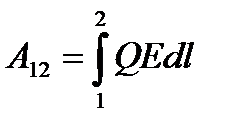 A₁₂ = ∫₁² QEdl